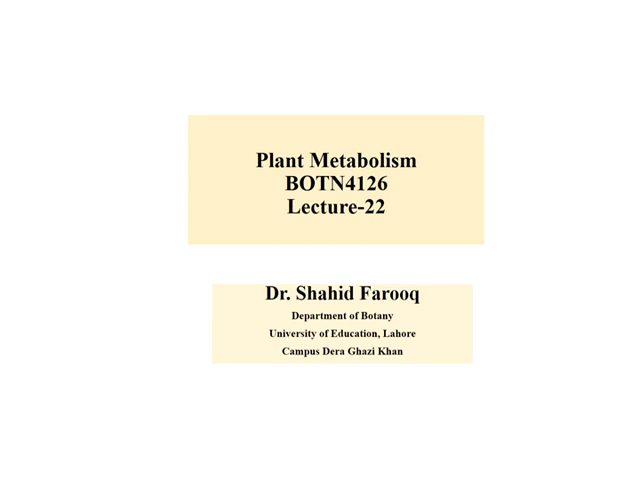 Plant Metabolism
BOTN4126
Lecture-22
Dr. Shahid Farooq
Department of Botany
University of Education, Lahore
Campus Dera Ghazi Khan